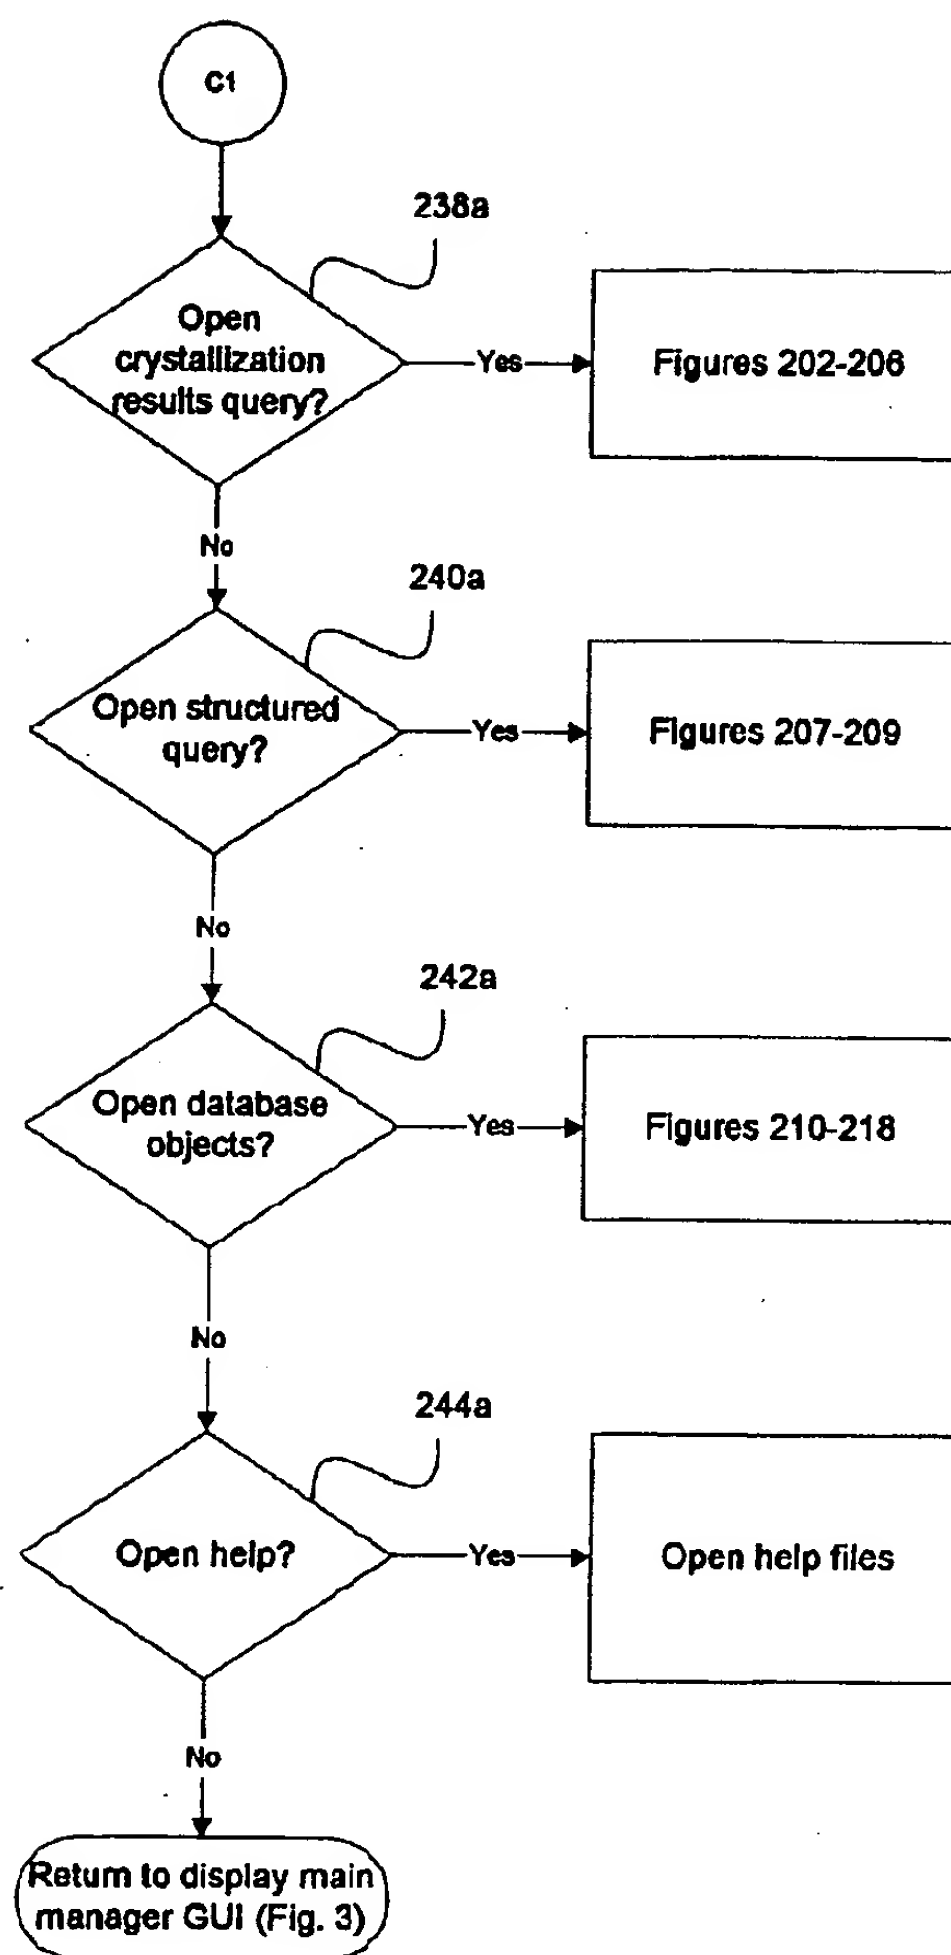 C1
238a
Open
crystallization
results query?
Yes
Figures 202-206
No
240a
Open structured
query?
Yes
Figures 207-209
No
242a
Open database
objects?
Yes
Figures 210-218
No
244a
Open help?
Yes
Open help files
No
Return to display main
manager GUI (Fig. 3)